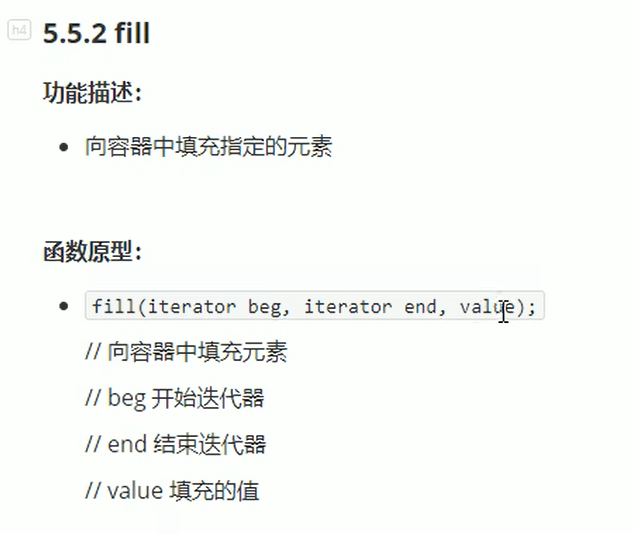 h4
5.5.2 fill
功能描述：
向容器中填充指定的元素
函数原型：
fill(iterator beg, iterator end, value);
// 向容器中填充元素
// beg 开始迭代器
// end 结束迭代器
// value 填充的值